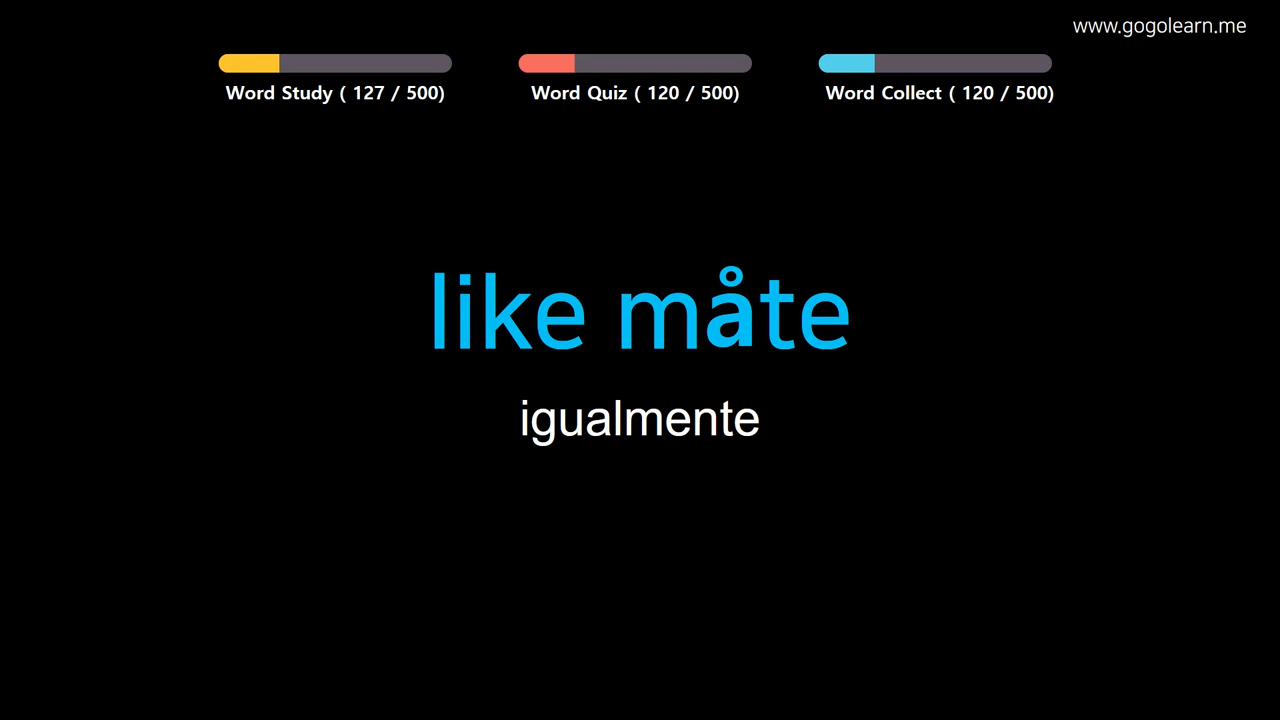 www.gogolearn.me
Word Study ( 127 / 500)
Word Quiz ( 120 / 500)
Word Collect ( 120 / 500)
like måte
igualmente